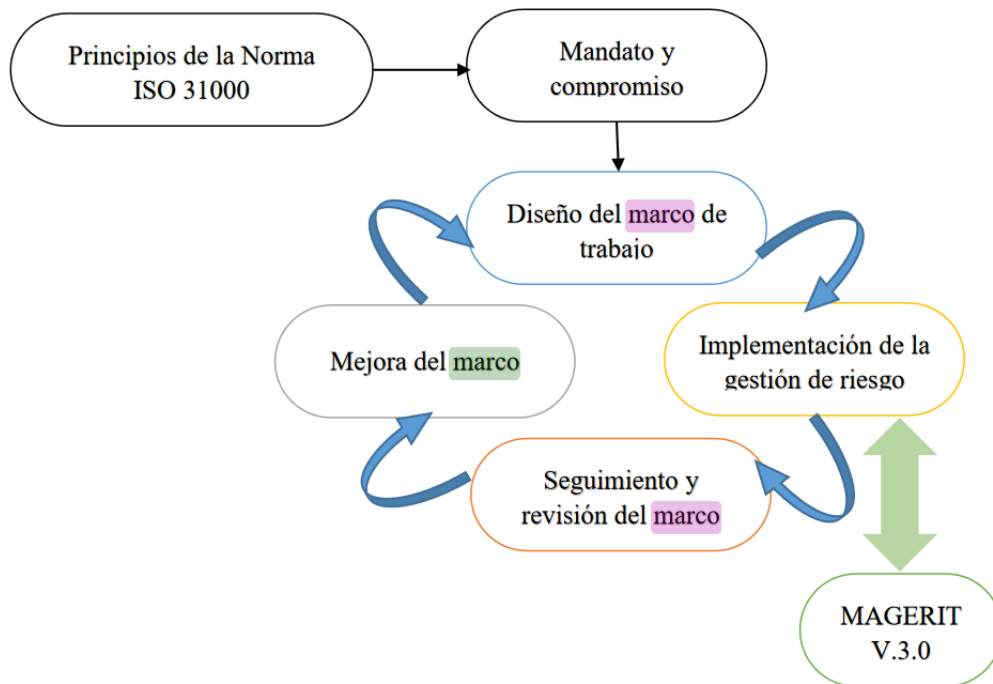 Principios de la Norma
ISO 31000
Mandato y
compromiso
Diseño del marco de
trabajo
Mejora del marco
Implementación de la
gestión de riesgo
Seguimiento y
revisión del marco
MAGERIT
V.3.0